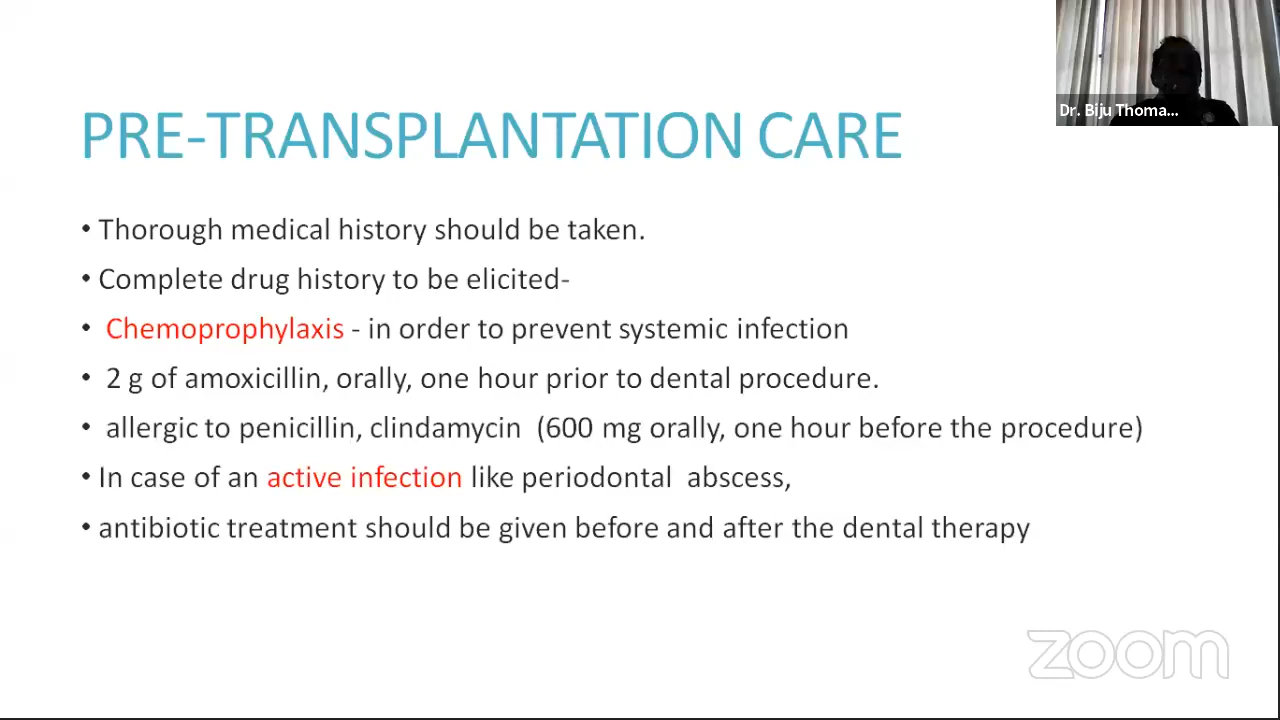 Dr. Biju Thoma...
PRE-TRANSPLANTATION CARE
• Thorough medical history should be taken.
• Complete drug history to be elicited-
• Chemoprophylaxis - in order to prevent systemic infection
• 2 g of amoxicillin, orally, one hour prior to dental procedure.
• allergic to penicillin, clindamycin (600 mg orally, one hour before the procedure)
• In case of an active infection like periodontal abscess,
• antibiotic treatment should be given before and after the dental therapy
zoom